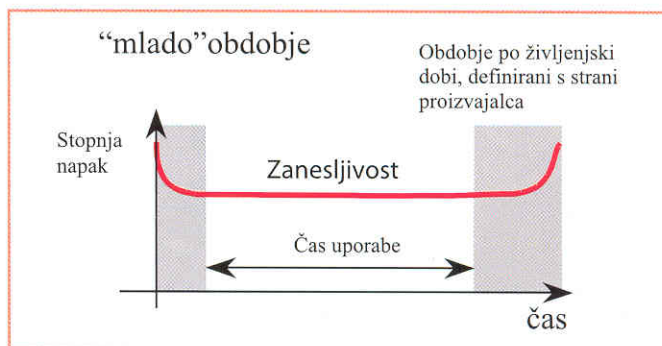 “mlado”obdobje
Obdobje po življenjski
dobi, definirani s strani
proizvajalca
Stopnja
napak
Zanesljivost
Čas uporabe
čas